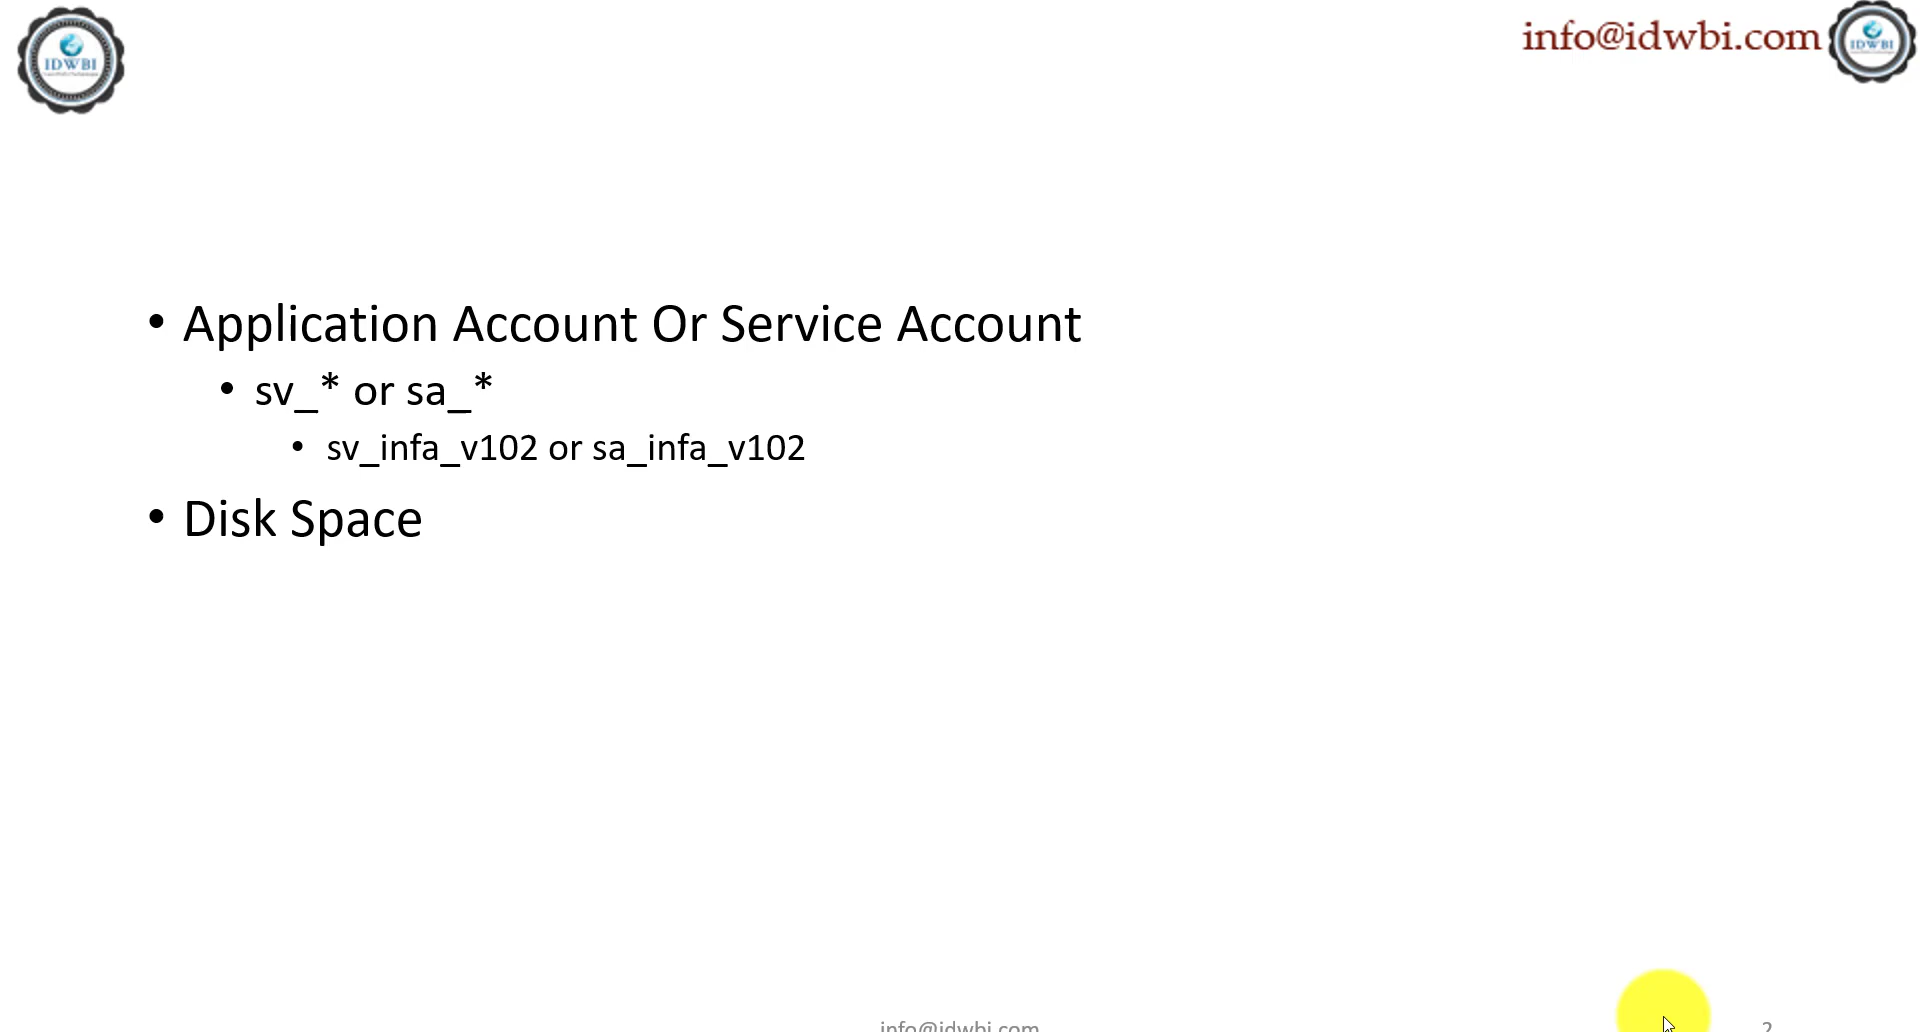 IDWBI
info@idwbi.com
IDWBI
• Application Account Or Service Account
• sv_* or sa_*
• sv_infa_v102 or sa_infa_v102
• Disk Space
info@idwbi.com
2